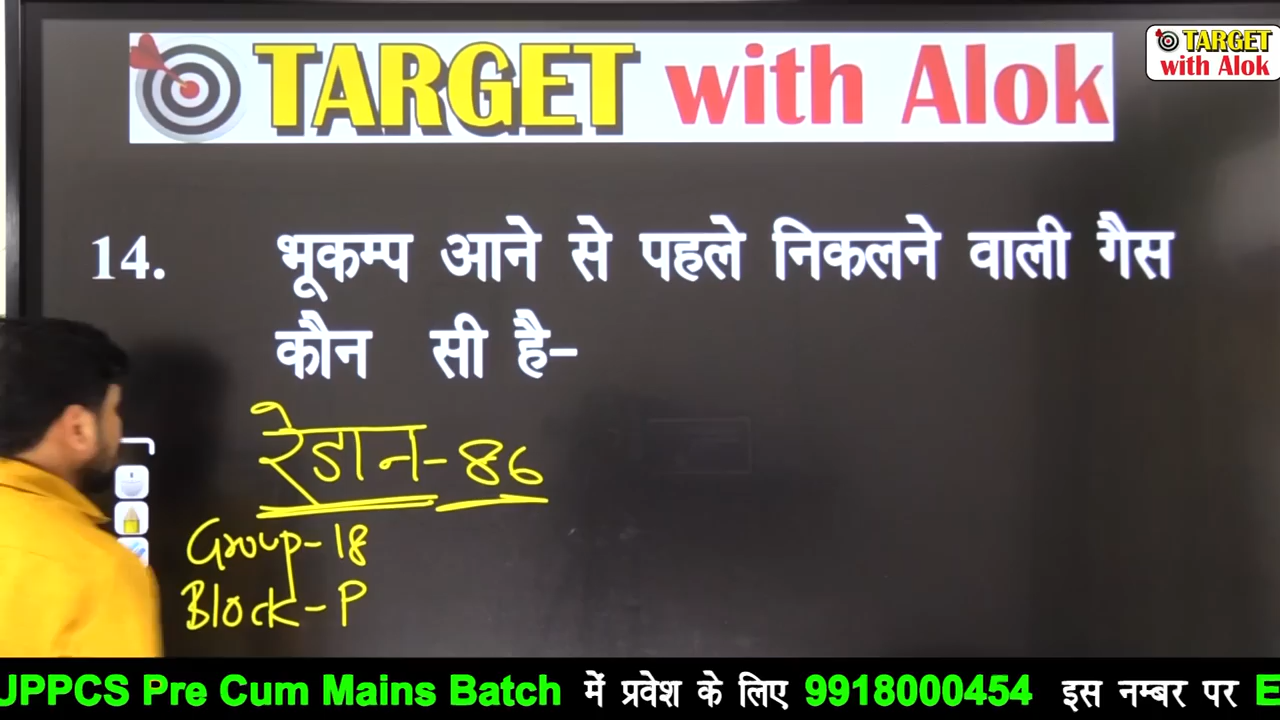 TARGET with Alok
TARGET
with Alok
14. भूकम्प आने से पहले निकलने वाली गैस
कौन सी है-
रेडान-86
Group-18
Block-P
UPPCS Pre Cum Mains Batch में प्रवेश के लिए 9918000454 इस नम्बर पर E